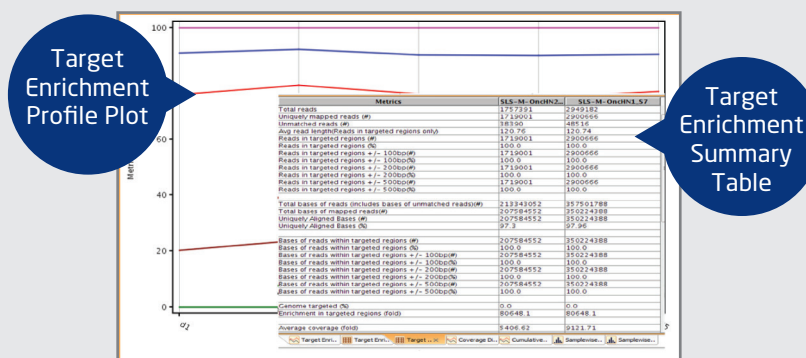 Target
Enrichment
Profile Plot
100
60
40
20
0
Metrics SLS-M-OncHN2... SLS-M-OncHN1_S7
Total reads 1757391 2949182
Uniquely mapped reads (#) 1719001 2900666
Unmatched reads (#) 38390 48516
Avg read length(Reads in targeted regions only) 120.76 120.74
Reads in targeted regions (#) 1719001 2900666
Reads in targeted regions (%) 100.0 100.0
Reads in targeted regions +/- 100bp(#) 1719001 2900666
Reads in targeted regions +/- 100bp(%) 100.0 100.0
Reads in targeted regions +/- 200bp(#) 1719001 2900666
Reads in targeted regions +/- 200bp(%) 100.0 100.0
Reads in targeted regions +/- 500bp(#) 1719001 2900666
Reads in targeted regions +/- 500bp(%) 100.0 100.0
Total bases of reads (includes bases of unmatched reads)(#) 213343052 357501788
Total bases of mapped reads(#) 207584552 350224388
Uniquely Aligned Bases (#) 207584552 350224388
Uniquely Aligned Bases (%) 97.3 97.96
Bases of reads within targeted regions (#) 207584552 350224388
Bases of reads within targeted regions (%) 100.0 100.0
Bases of reads within targeted regions +/- 100bp(#) 207584552 350224388
Bases of reads within targeted regions +/- 100bp(%) 100.0 100.0
Bases of reads within targeted regions +/- 200bp(#) 207584552 350224388
Bases of reads within targeted regions +/- 200bp(%) 100.0 100.0
Bases of reads within targeted regions +/- 500bp(#) 207584552 350224388
Bases of reads within targeted regions +/- 500bp(%) 100.0 100.0
Genome targeted (%) 0.0 0.0
Enrichment in targeted regions (fold) 80648.1 80648.1
Average coverage (fold) 5406.62 9121.71
Target Enri... Target Enri... Target ... Coverage Di... Cumulative... Samplewise... Samplewise...
Target
Enrichment
Summary
Table